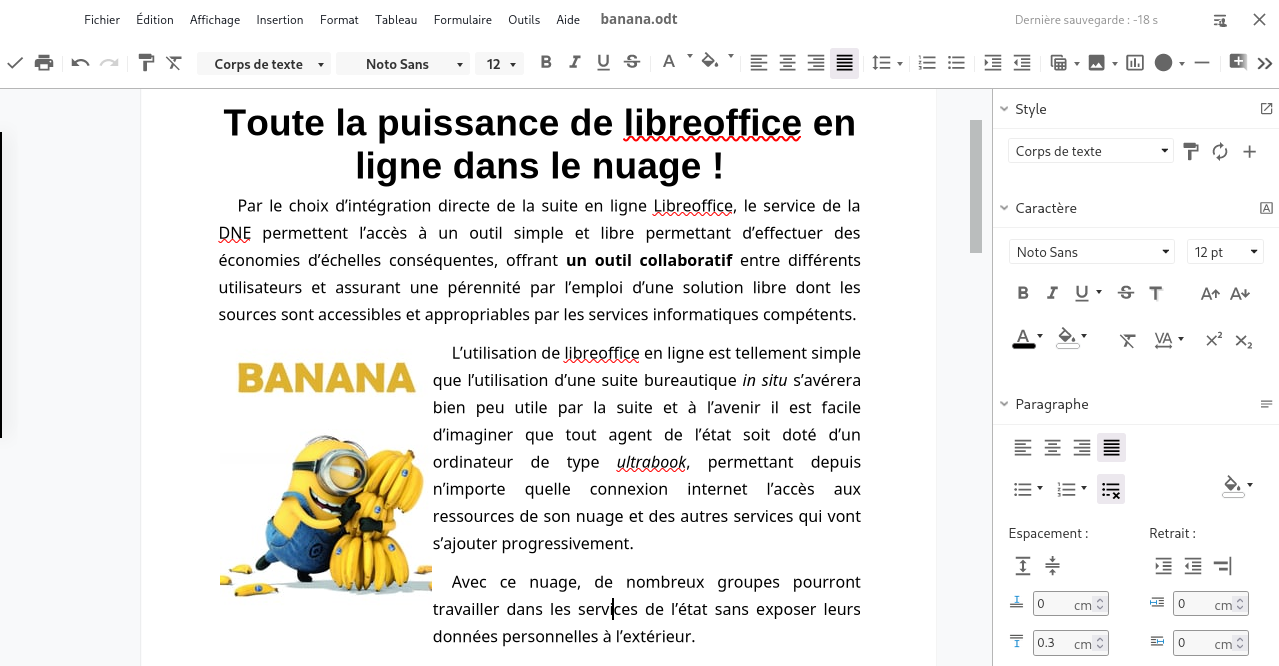 Fichier Édition Affichage Insertion Format Tableau Formulaire Outils Aide banana.odt Dernière sauvegarde : -18 s
Corps de texte Noto Sans 12 B I U S A
Toute la puissance de libreoffice en
ligne dans le nuage !
Par le choix d’intégration directe de la suite en ligne Libreoffice, le service de la
DNE permettent l’accès à un outil simple et libre permettant d’effectuer des
économies d’échelles conséquentes, offrant un outil collaboratif entre différents
utilisateurs et assurant une pérennité par l’emploi d’une solution libre dont les
sources sont accessibles et appropriables par les services informatiques compétents.
BANANA
L’utilisation de libreoffice en ligne est tellement simple
que l’utilisation d’une suite bureautique in situ s’avérera
bien peu utile par la suite et à l’avenir il est facile
d’imaginer que tout agent de l’état soit doté d’un
ordinateur de type ultrabook, permettant depuis
n’importe quelle connexion internet l’accès aux
ressources de son nuage et des autres services qui vont
s’ajouter progressivement.
Avec ce nuage, de nombreux groupes pourront
travailler dans les services de l’état sans exposer leurs
données personnelles à l’extérieur.
Style
Corps de texte
Caractère
Noto Sans 12 pt
B I U S T A A
A VA X² X₂
Paragraphe
Espacement : Retrait :
0 cm 0 cm
0.3 cm 0 cm